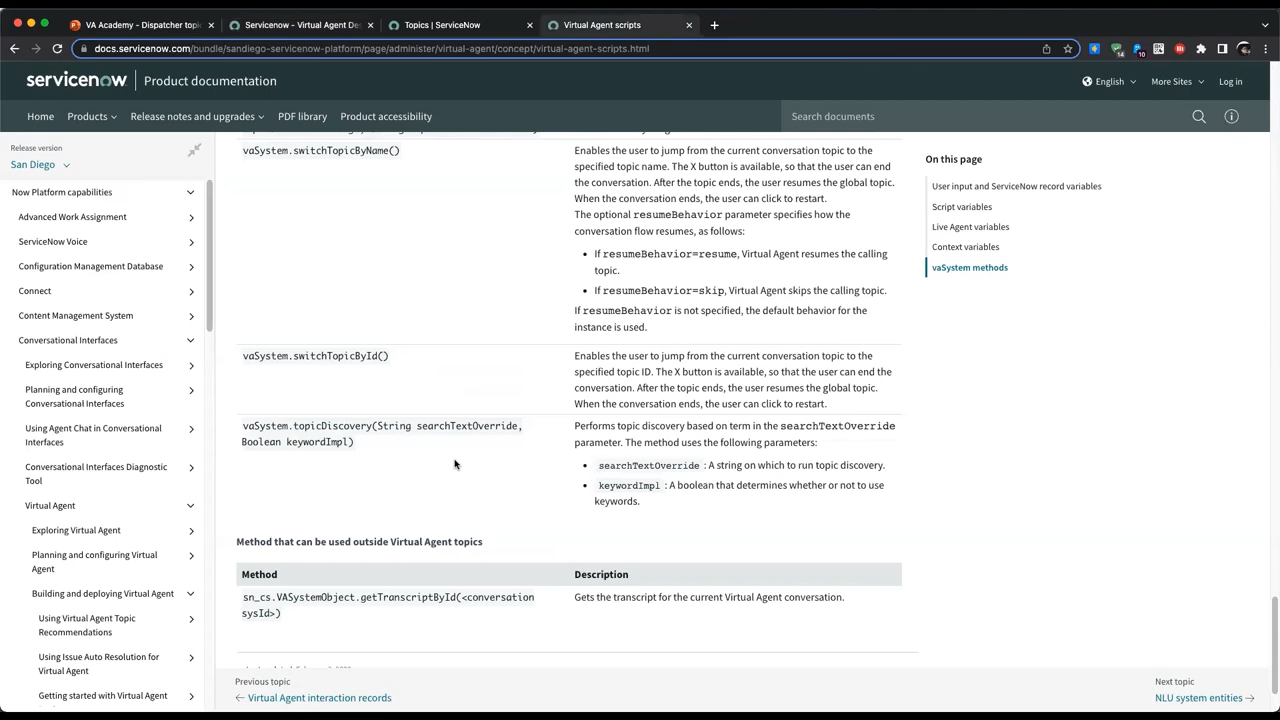 VA Academy - Dispatcher topi
Servicenow - Virtual Agent De
Topics | ServiceNow
Virtual Agent scripts
docs.servicenow.com/bundle/sandiego-servicenow-platform/page/administer/virtual-agent/concept/virtual-agent-scripts.html
servicenow
Product documentation
English
More Sites
Log in
Home
Products
Release notes and upgrades
PDF library
Product accessibility
Search documents
Release version
San Diego
Now Platform capabilities
Advanced Work Assignment
ServiceNow Voice
Configuration Management Database
Connect
Content Management System
Conversational Interfaces
Exploring Conversational Interfaces
Planning and configuring
Conversational Interfaces
Using Agent Chat in Conversational
Interfaces
Conversational Interfaces Diagnostic
Tool
Virtual Agent
Exploring Virtual Agent
Planning and configuring Virtual
Agent
Building and deploying Virtual Agent
Using Virtual Agent Topic
Recommendations
Using Issue Auto Resolution for
Virtual Agent
Getting started with Virtual Agent
vaSystem.switchTopicByName()
Enables the user to jump from the current conversation topic to the
specified topic name. The X button is available, so that the user can end
the conversation. After the topic ends, the user resumes the global topic.
When the conversation ends, the user can click to restart.
The optional resumeBehavior parameter specifies how the
conversation flow resumes, as follows:
• If resumeBehavior=resume, Virtual Agent resumes the calling
topic.
• If resumeBehavior=skip, Virtual Agent skips the calling topic.
If resumeBehavior is not specified, the default behavior for the
instance is used.
vaSystem.switchTopicById()
Enables the user to jump from the current conversation topic to the
specified topic ID. The X button is available, so that the user can end the
conversation. After the topic ends, the user resumes the global topic.
When the conversation ends, the user can click to restart.
vaSystem.topicDiscovery(String searchTextOverride,
Boolean keywordImpl)
Performs topic discovery based on term in the searchTextOverride
parameter. The method uses the following parameters:
• searchTextOverride : A string on which to run topic discovery.
• keywordImpl : A boolean that determines whether or not to use
keywords.
Method that can be used outside Virtual Agent topics
Method
Description
sn_cs.VASystemObject.getTranscriptById(<conversation
sysId>)
Gets the transcript for the current Virtual Agent conversation.
On this page
User input and ServiceNow record variables
Script variables
Live Agent variables
Context variables
vaSystem methods
Previous topic
← Virtual Agent interaction records
Next topic
NLU system entities →